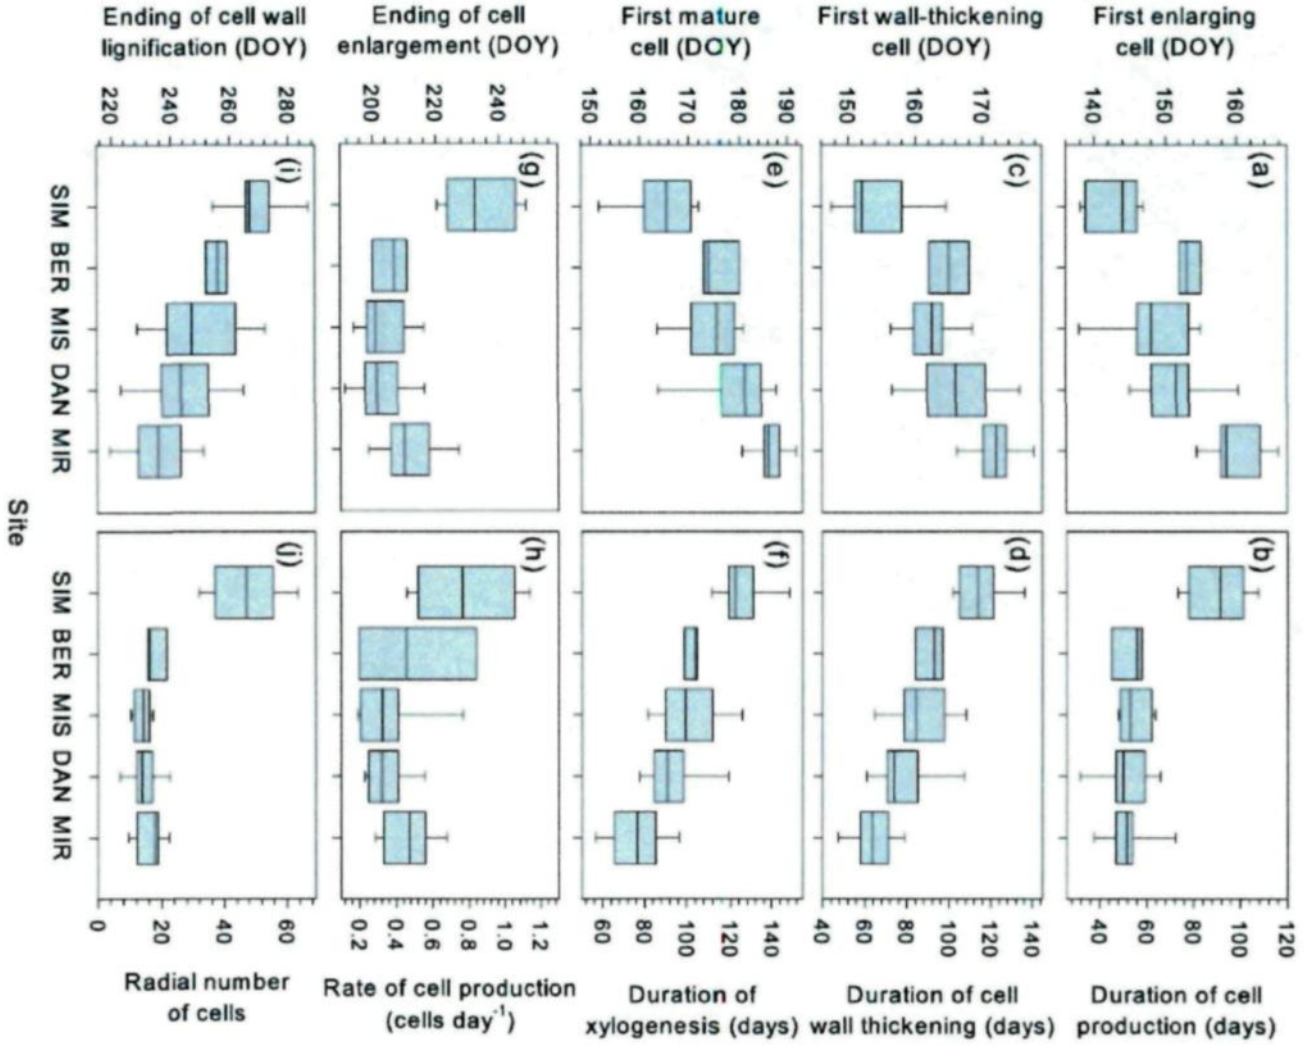 First enlarging
cell (DOY)
140 150 160
(a)
(b)
40 60 80 100 120
Duration of cell
production (days)
First wall-thickening
cell (DOY)
150 160 170
(c)
(d)
40 60 80 100 120 140
Duration of cell
wall thickening (days)
First mature
cell (DOY)
150 160 170 180 190
(e)
(f)
60 80 100 120 140
Duration of
xylogenesis (days)
Ending of cell
enlargement (DOY)
200 220 240
(g)
(h)
0.2 0.4 0.6 0.8 1.0 1.2
Rate of cell production
(cells day⁻¹)
Ending of cell wall
lignification (DOY)
220 240 260 280
(i)
(j)
0 20 40 60
Radial number
of cells
SIM BER MIS DAN MIR
SIM BER MIS DAN MIR
Site